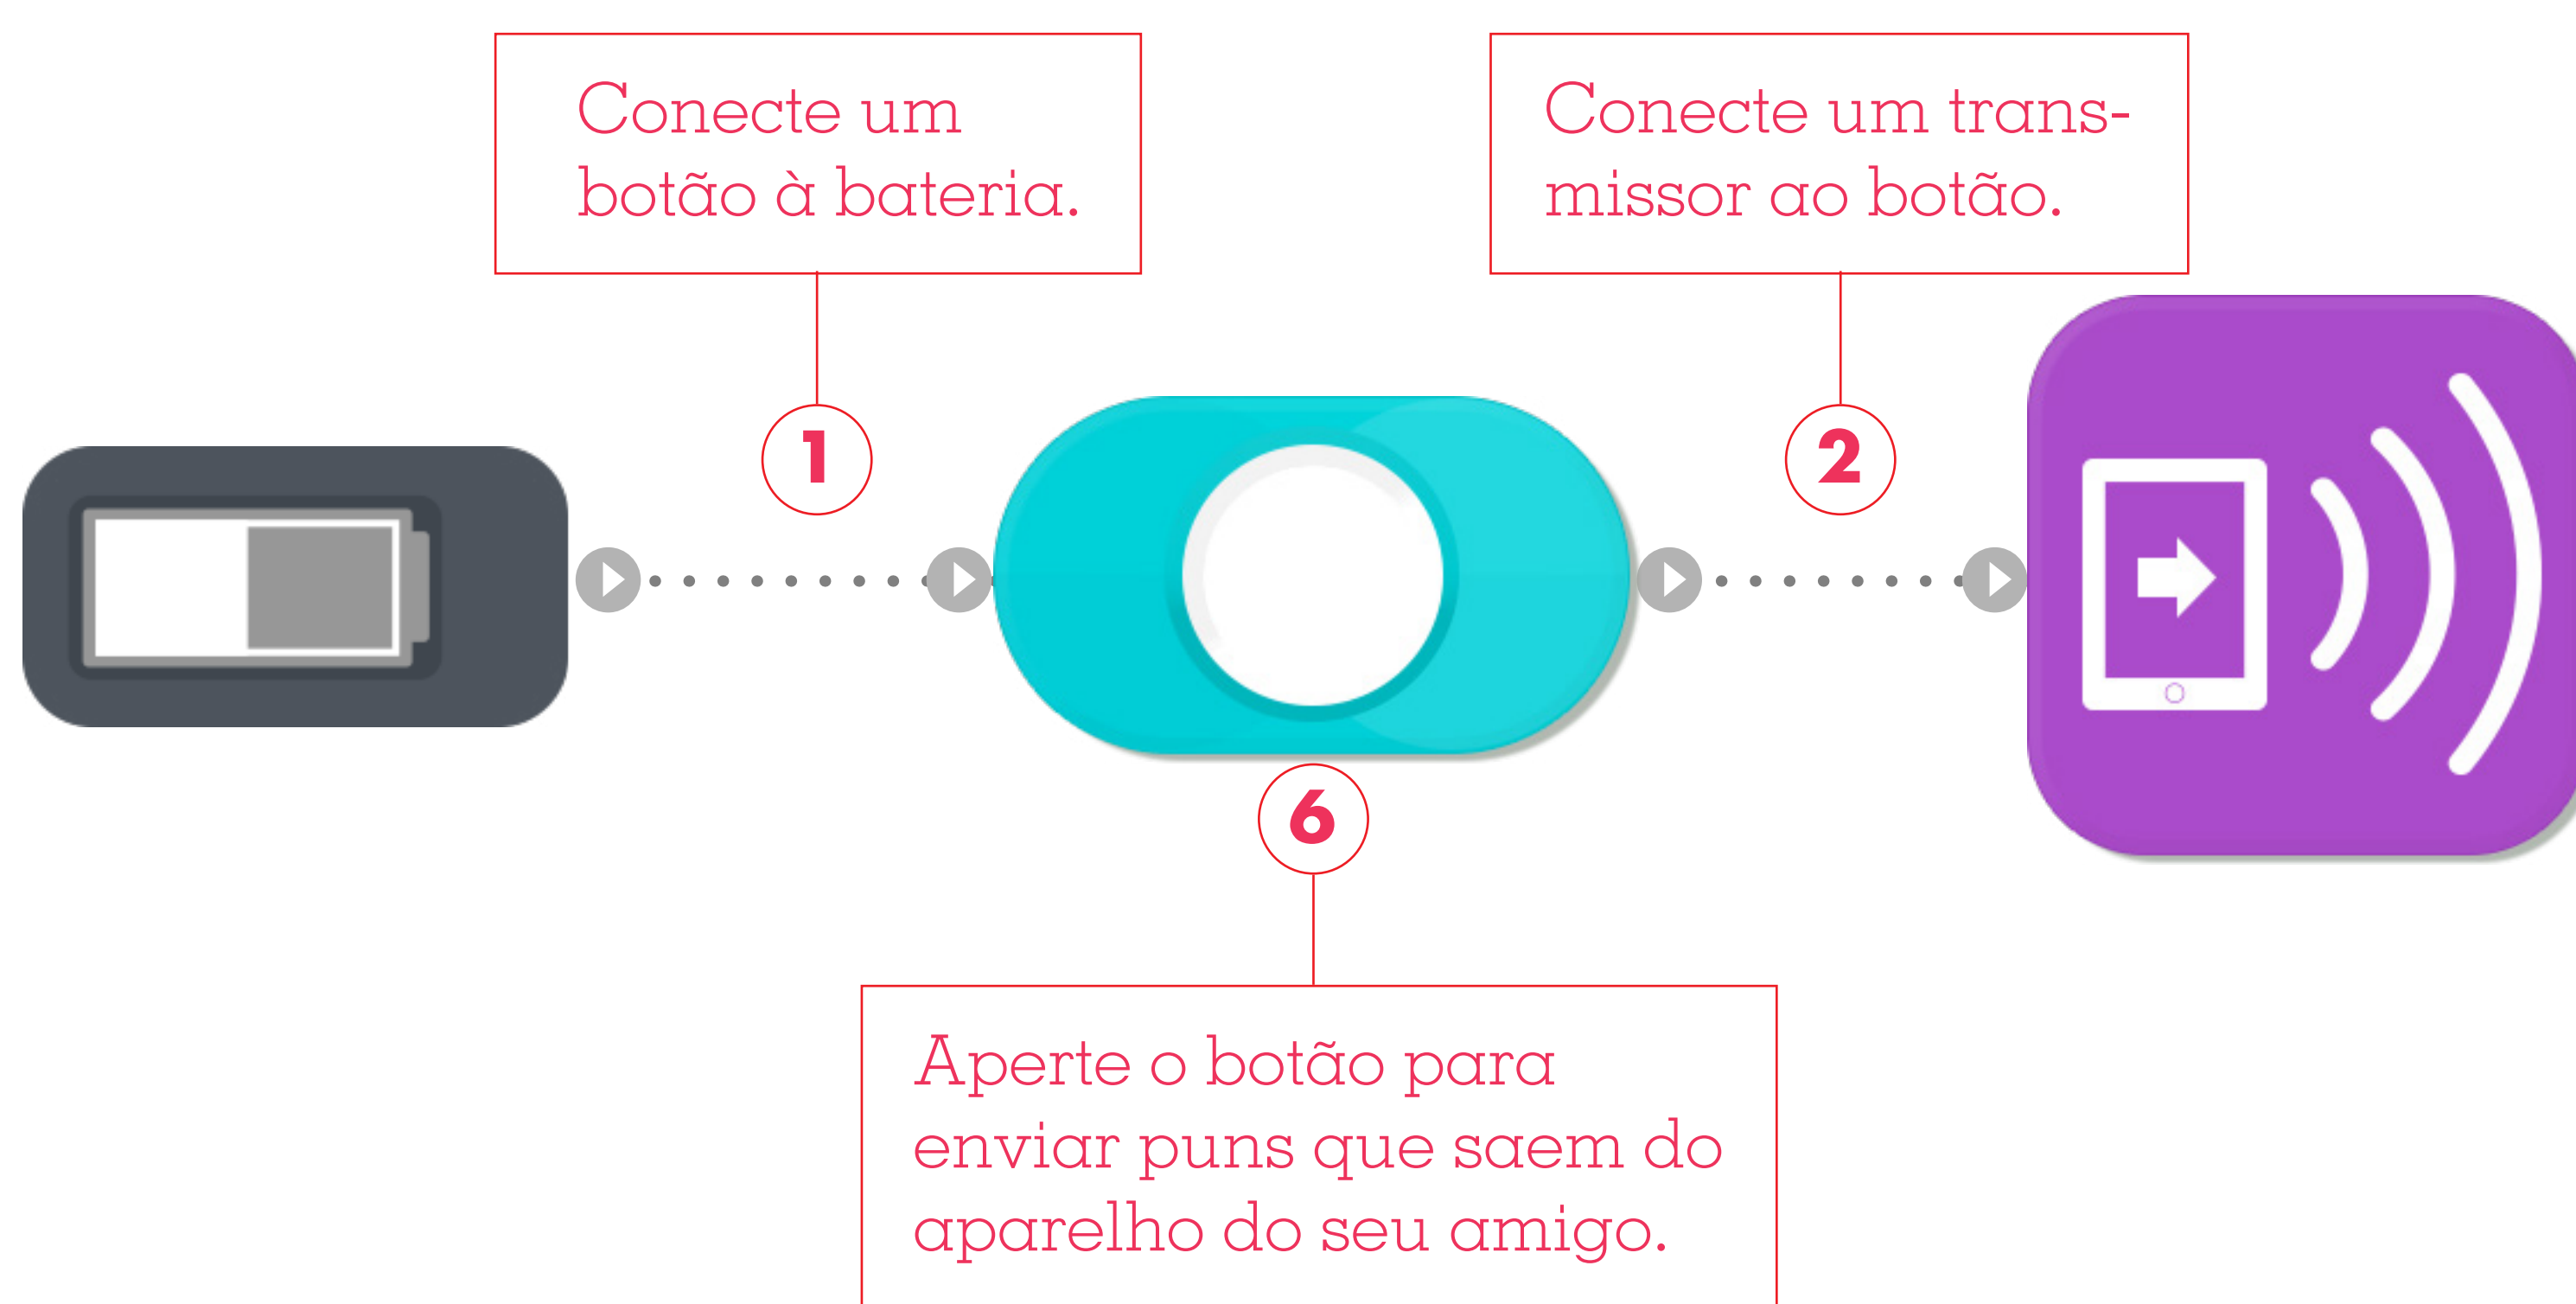 Conecte um
botão à bateria.
Conecte um trans-
missor ao botão.
1
2
6
Aperte o botão para
enviar puns que saem do
aparelho do seu amigo.